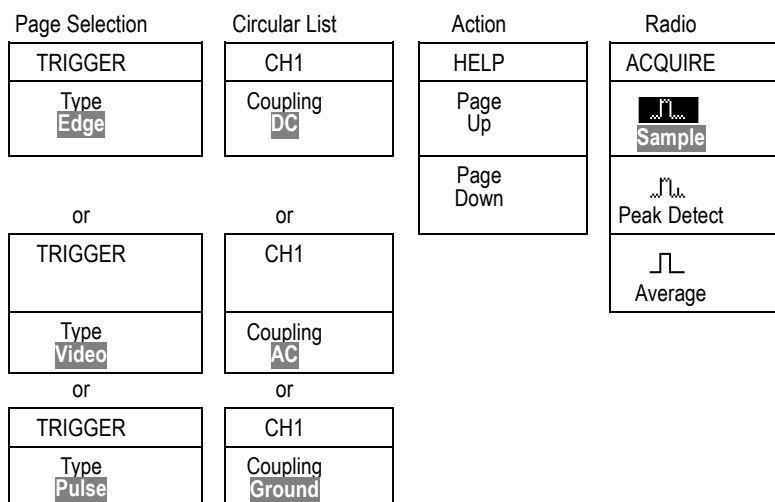 Page Selection
TRIGGER
Type
Edge
or
TRIGGER
Type
Video
or
TRIGGER
Type
Pulse
Circular List
CH1
Coupling
DC
or
CH1
Coupling
AC
or
CH1
Coupling
Ground
Action
HELP
Page
Up
Page
Down
Radio
ACQUIRE
Sample
Peak Detect
Average